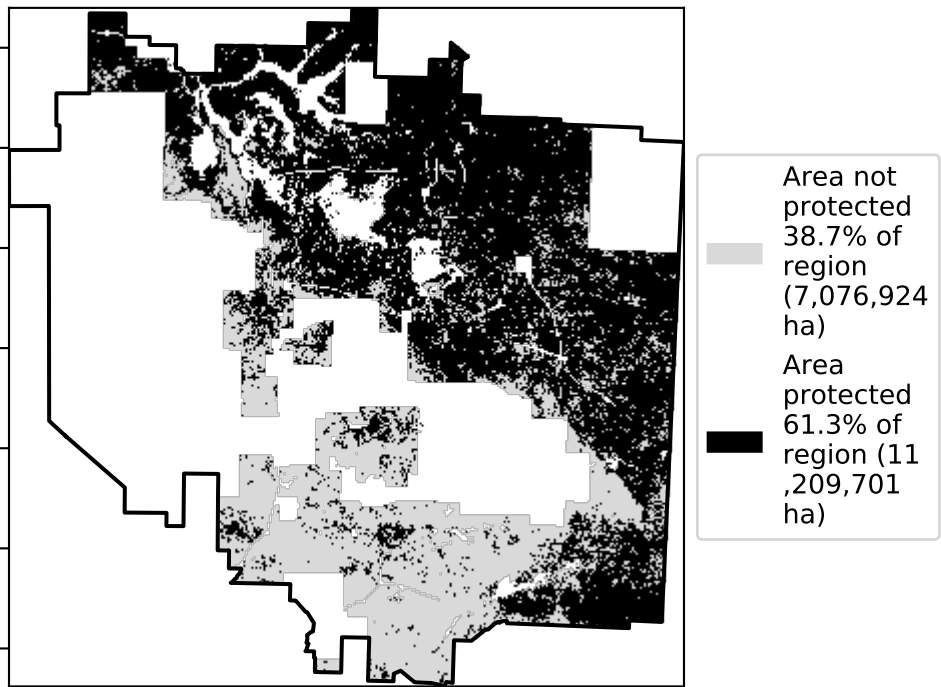 Area not
protected
38.7% of
region
(7,076,924
ha)
Area
protected
61.3% of
region (11
,209,701
ha)